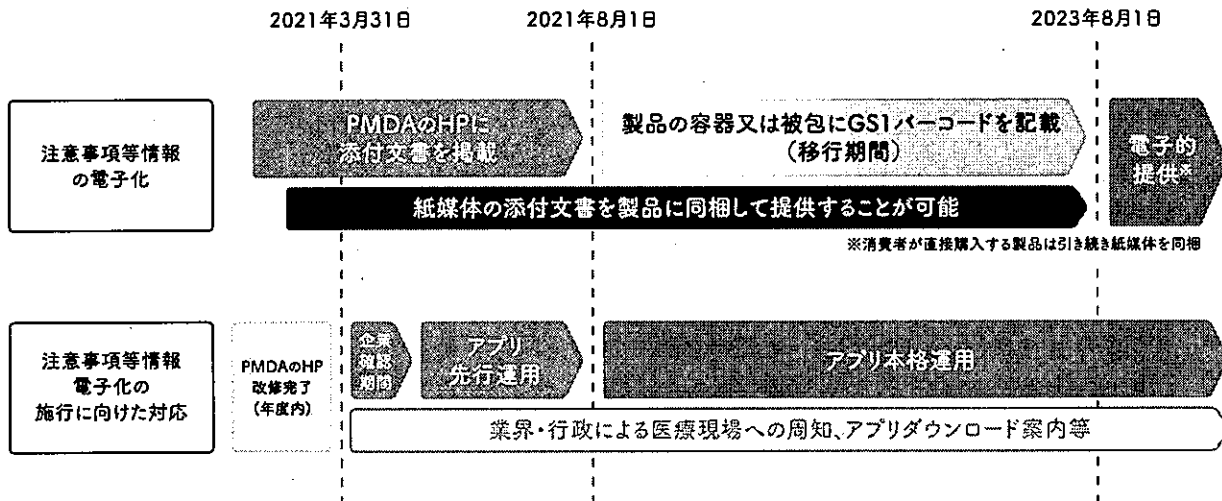 2021年3月31日
2021年8月1日
2023年8月1日
注意事項等情報
の電子化
PMDAのHPに
添付文書を掲載
製品の容器又は被包にGS1バーコードを記載
(移行期間)
電子的
提供※
紙媒体の添付文書を製品に同梱して提供することが可能
※消費者が直接購入する製品は引き続き紙媒体を同梱
注意事項等情報
電子化の
施行に向けた対応
PMDAのHP
改修完了
(年度内)
企業
確認
期間
アプリ
先行運用
アプリ本格運用
業界・行政による医療現場への周知、アプリダウンロード案内等